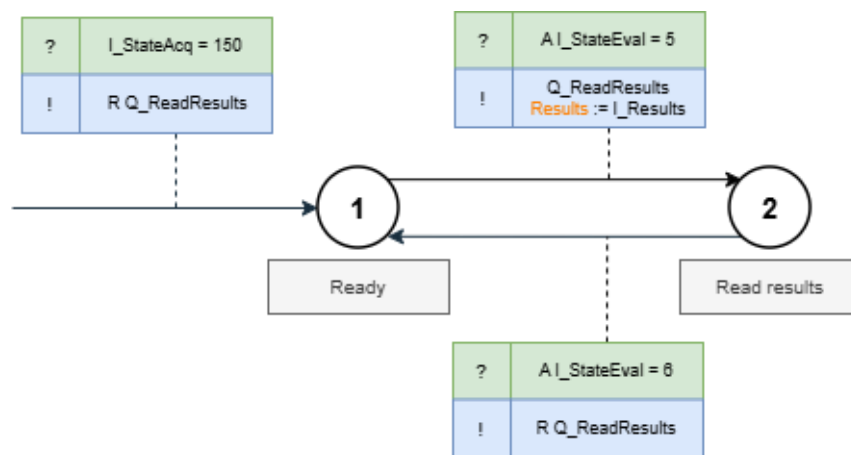 ? I_StateAcq = 150
! R Q_ReadResults
? A I_StateEval = 5
! Q_ReadResults
Results := I_Results
1
2
Ready
Read results
? A I_StateEval = 6
! R Q_ReadResults